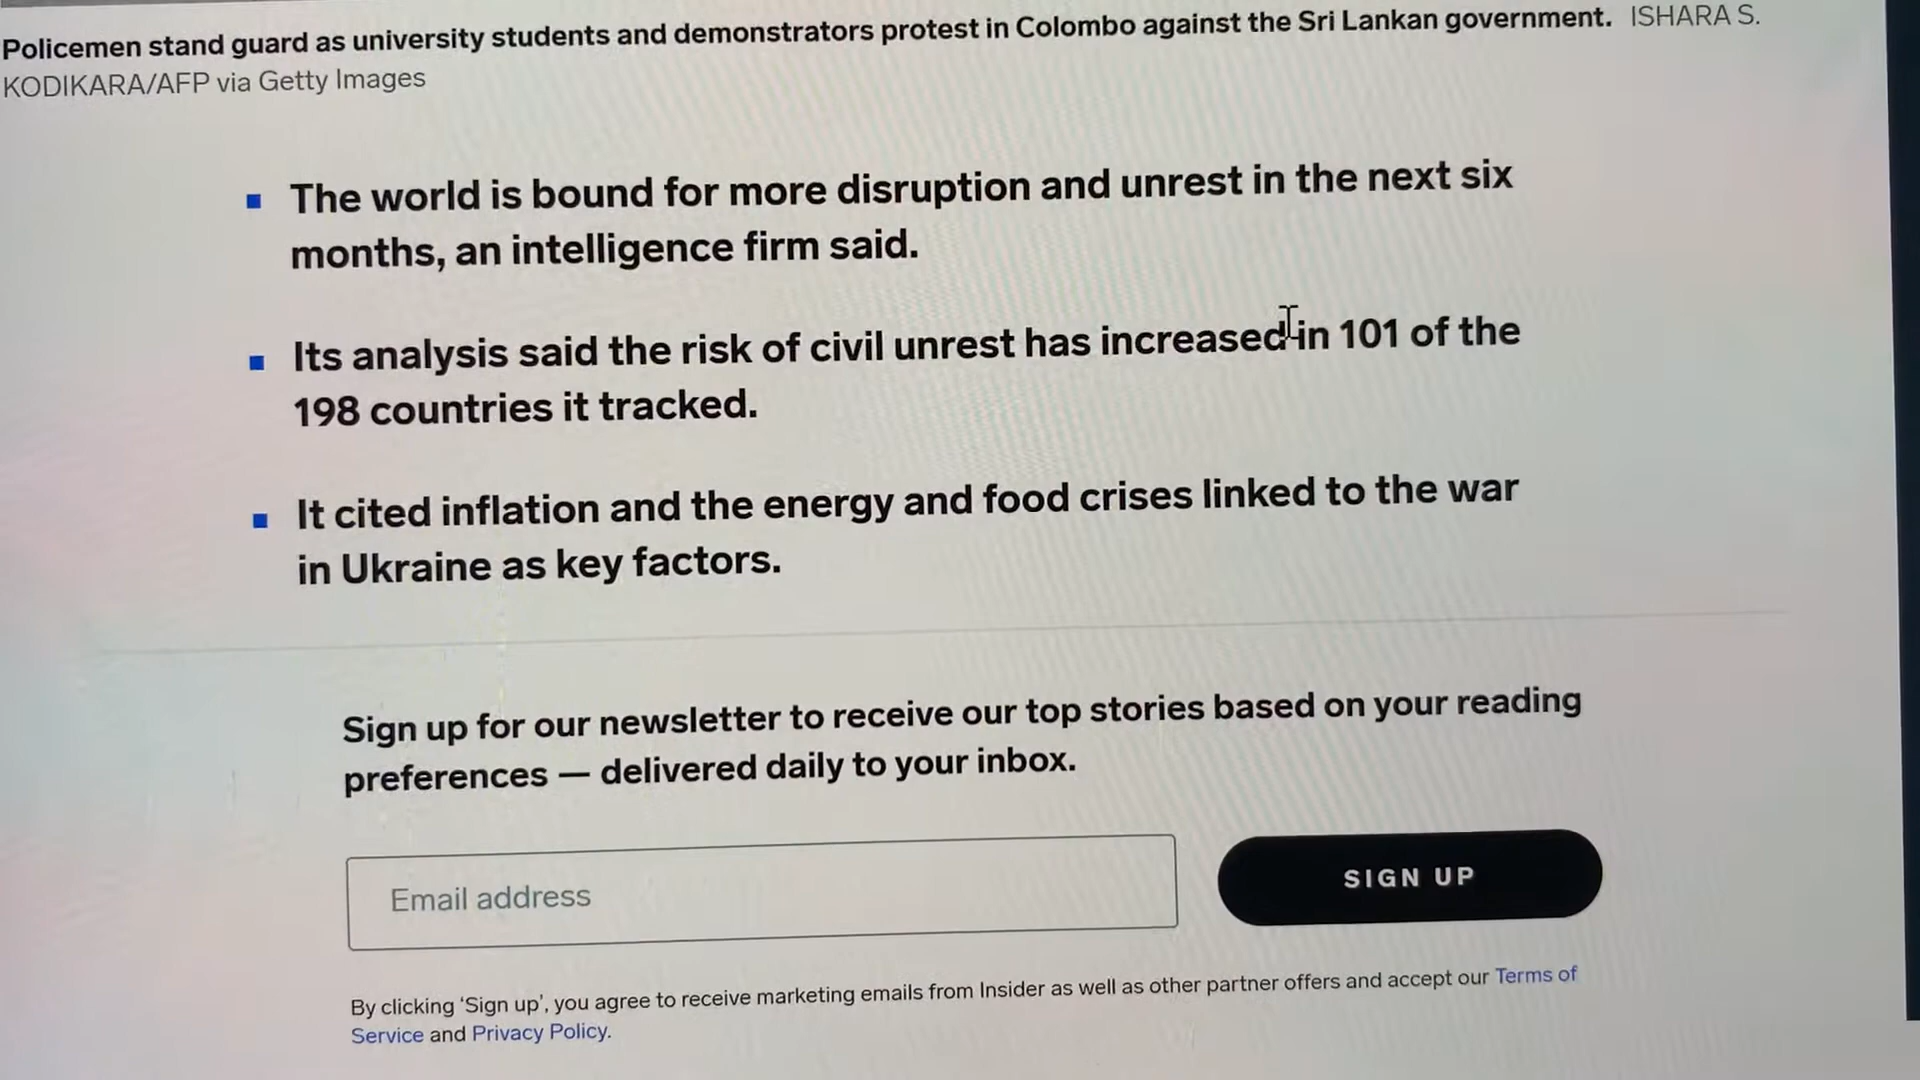 Policemen stand guard as university students and demonstrators protest in Colombo against the Sri Lankan government. ISHARA S.
KODIKARA/AFP via Getty Images
The world is bound for more disruption and unrest in the next six
months, an intelligence firm said.
Its analysis said the risk of civil unrest has increased in 101 of the
198 countries it tracked.
It cited inflation and the energy and food crises linked to the war
in Ukraine as key factors.
Sign up for our newsletter to receive our top stories based on your reading
preferences — delivered daily to your inbox.
Email address
SIGN UP
By clicking ‘Sign up’, you agree to receive marketing emails from Insider as well as other partner offers and accept our Terms of
Service and Privacy Policy.